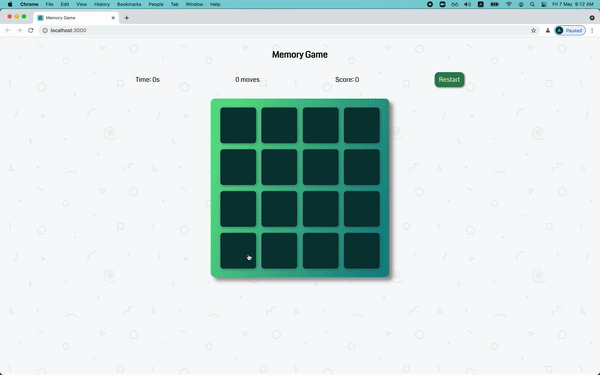 Chrome File Edit View History Bookmarks People Tab Window Help Fri 7 May 9:12 AM
Memory Game
localhost:3000 Paused
Memory Game
Time: 0s 0 moves Score: 0 Restart